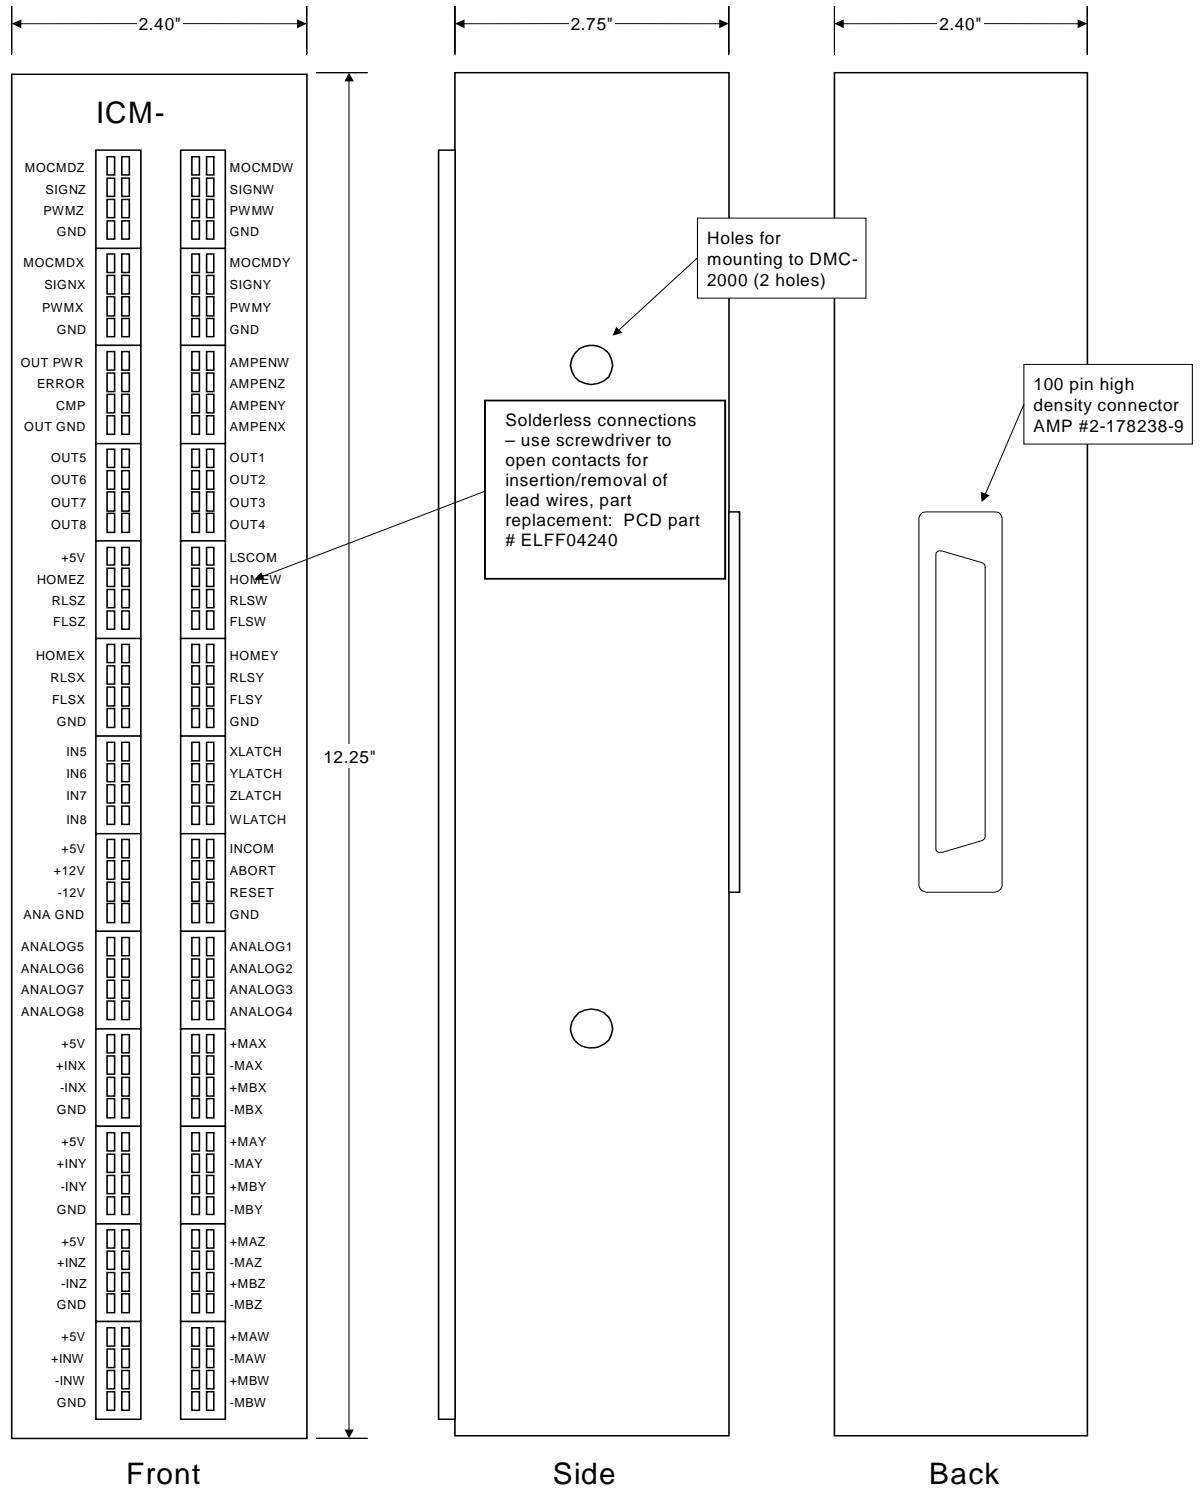 2.40"
2.75"
2.40"
ICM-
MOCMDZ
MOCMDW
SIGNZ
SIGNW
PWMZ
PWMW
GND
GND
MOCMDX
MOCMDY
SIGNX
SIGNY
PWMX
PWMY
GND
GND
OUT PWR
AMPENW
ERROR
AMPENZ
CMP
AMPENY
OUT GND
AMPENX
OUT5
OUT1
OUT6
OUT2
OUT7
OUT3
OUT8
OUT4
+5V
LSCOM
HOMEZ
HOMEW
RLSZ
RLSW
FLSZ
FLSW
HOMEX
HOMEY
RLSX
RLSY
FLSX
FLSY
GND
GND
IN5
XLATCH
IN6
YLATCH
IN7
ZLATCH
IN8
WLATCH
+5V
INCOM
+12V
ABORT
-12V
RESET
ANA GND
GND
ANALOG5
ANALOG1
ANALOG6
ANALOG2
ANALOG7
ANALOG3
ANALOG8
ANALOG4
+5V
+MAX
+INX
-MAX
-INX
+MBX
GND
-MBX
+5V
+MAY
+INY
-MAY
-INY
+MBY
GND
-MBY
+5V
+MAZ
+INZ
-MAZ
-INZ
+MBZ
GND
-MBZ
+5V
+MAW
+INW
-MAW
-INW
+MBW
GND
-MBW
12.25"
Holes for
mounting to DMC-
2000 (2 holes)
Solderless connections
– use screwdriver to
open contacts for
insertion/removal of
lead wires, part
replacement: PCD part
# ELFF04240
100 pin high
density connector
AMP #2-178238-9
Front
Side
Back